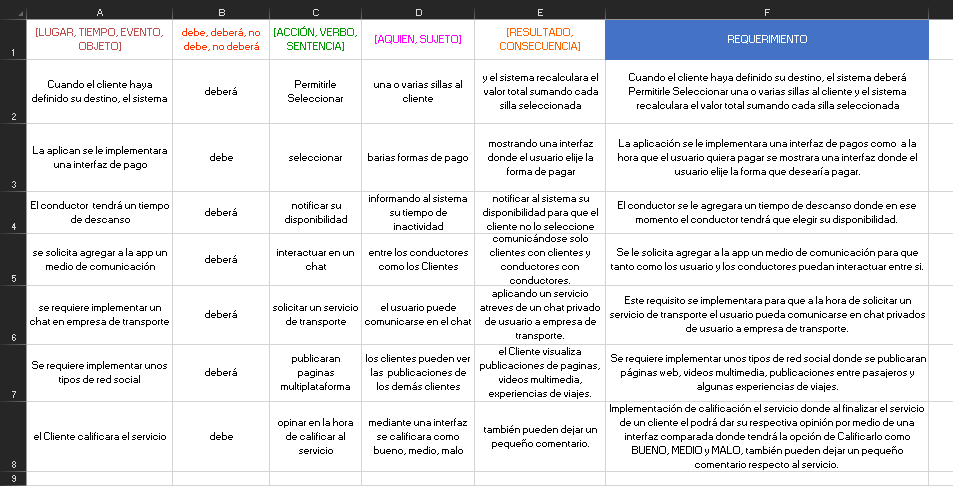 A B C D E F
1
[LUGAR, TIEMPO, EVENTO,
OBJETO]
debe, deberá, no
debe, no deberá
[ACCIÓN, VERBO,
SENTENCIA]
[AQUIEN, SUJETO]
[RESULTADO,
CONSECUENCIA]
REQUERIMIENTO
2
Cuando el cliente haya
definido su destino, el sistema
deberá
Permitirle
Seleccionar
una o varias sillas al
cliente
y el sistema recalculara el
valor total sumando cada
silla seleccionada
Cuando el cliente haya definido su destino, el sistema deberá
Permitirle Seleccionar una o varias sillas al cliente y el sistema
recalculara el valor total sumando cada silla seleccionada
3
La aplican se le implementara
una interfaz de pago
debe
seleccionar
barias formas de pago
mostrando una interfaz
donde el usuario elije la
forma de pago
La aplicación se le implementara una interfaz de pagos como a la
hora que el usuario quiera pagar se mostrara una interfaz donde el
usuario elije la forma que desearía pagar.
4
El conductor tendrá un tiempo
de descanso
deberá
notificar su
disponibilidad
informando al sistema
su tiempo de
inactividad
notificar al sistema su
disponibilidad para que el
cliente no lo seleccione
El conductor se le agregara un tiempo de descanso donde en ese
momento el conductor tendrá que elegir su disponibilidad.
5
se solicita agregar a la app un
medio de comunicación
deberá
interactuar en un
chat
entre los conductores
como los Clientes
comunicándose solo
clientes con clientes y
conductores con
conductores.
Se le solicita agregar a la app un medio de comunicación para que
tanto como los usuario y los conductores puedan interactuar entre si.
6
se requiere implementar un
chat en empresa de transporte
deberá
solicitar un servicio
de transporte
el usuario puede
comunicarse en el chat
aplicando un servicio
atreves de un chat privado
de usuario a empresa de
transporte.
Este requisito se implementara para que a la hora de solicitar un
servicio de transporte el usuario pueda comunicarse en chat privados
de usuario a empresa de transporte.
7
Se requiere implementar unos
tipos de red social
deberá
publicaran
paginas
multiplataforma
los clientes pueden ver
las publicaciones de
los demás clientes
el Cliente visualiza
publicaciones de paginas,
videos multimedia,
experiencias de viajes.
Se requiere implementar unos tipos de red social donde se publicaran
páginas web, videos multimedia, publicaciones entre pasajeros y
algunas experiencias de viajes.
8
el Cliente calificara el servicio
debe
opinar en la hora
de calificar al
servicio
mediante una interfaz
se calificara como
bueno, medio, malo
también pueden dejar un
pequeño comentario.
Implementación de calificación el servicio donde al finalizar el servicio
de un cliente el podrá dar su respectiva opinión por medio de una
interfaz comparada donde tendrá la opción de Calificarlo como
BUENO, MEDIO y MALO, también pueden dejar un pequeño
comentario respecto al servicio.
9